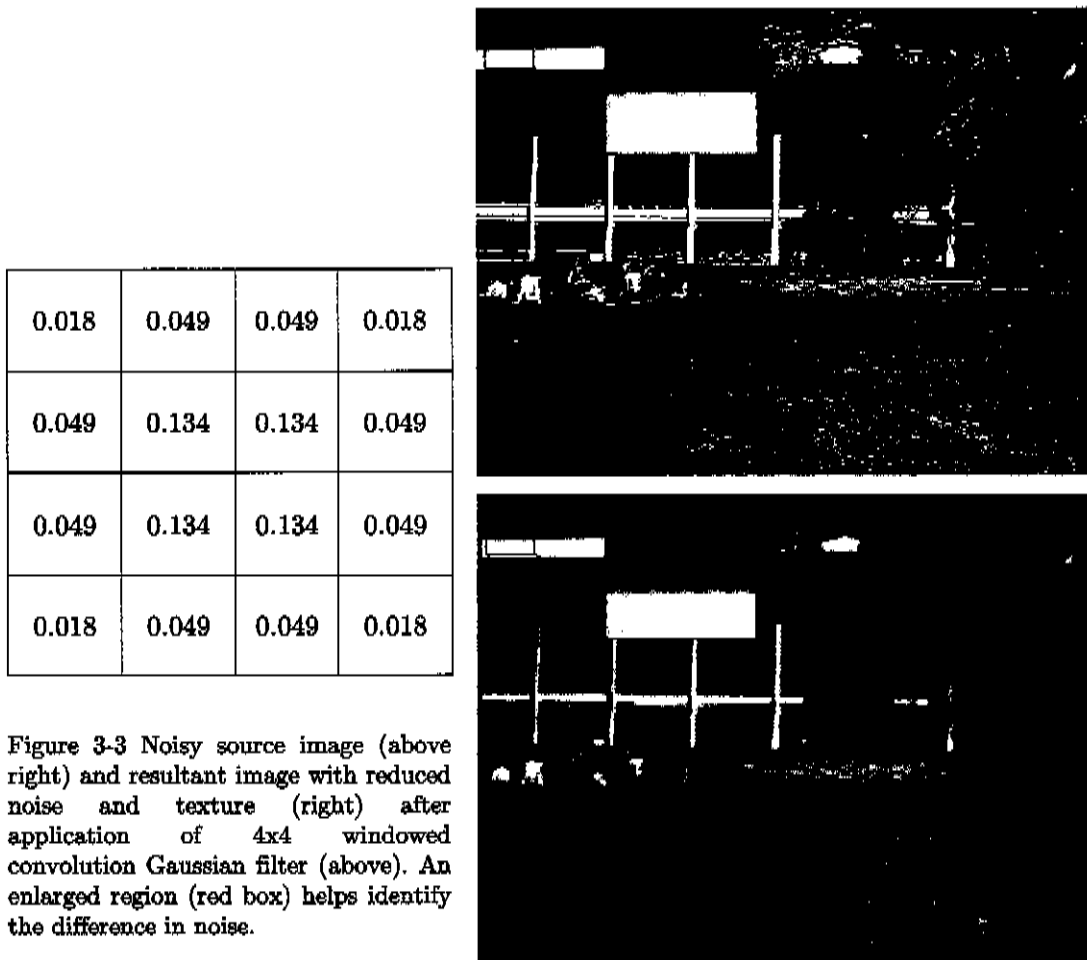 0.018 0.049 0.049 0.018
0.049 0.134 0.134 0.049
0.049 0.134 0.134 0.049
0.018 0.049 0.049 0.018
Figure 3-3 Noisy source image (above
right) and resultant image with reduced
noise and texture (right) after
application of 4x4 windowed
convolution Gaussian filter (above). An
enlarged region (red box) helps identify
the difference in noise.